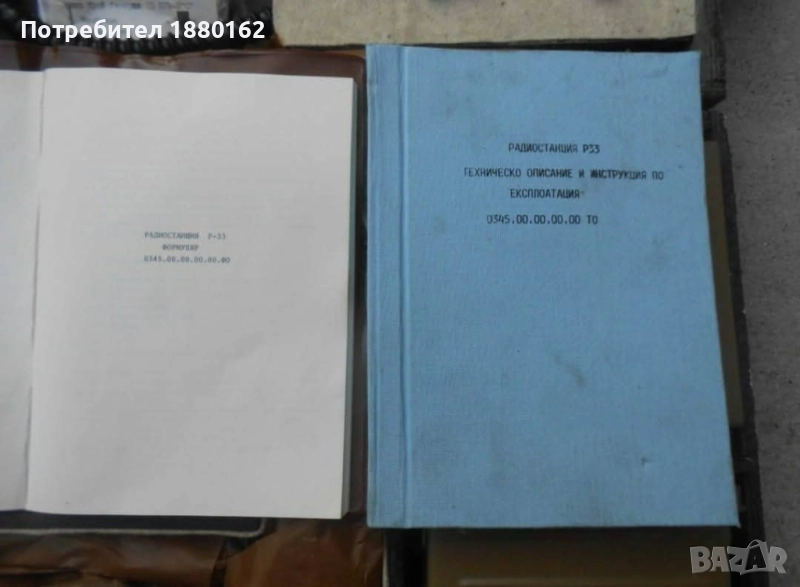 Потребител 1880162
РАДИОСТАНЦИЯ Р-33
ФОРМУЛЯР
0345.00.00.00.00.ФО
РАДИОСТАНЦИЯ Р33
ТЕХНИЧЕСКО ОПИСАНИЕ И ИНСТРУКЦИЯ ПО
ЕКСПЛОАТАЦИЯ
0345.00.00.00.00 ТО
BAZAR